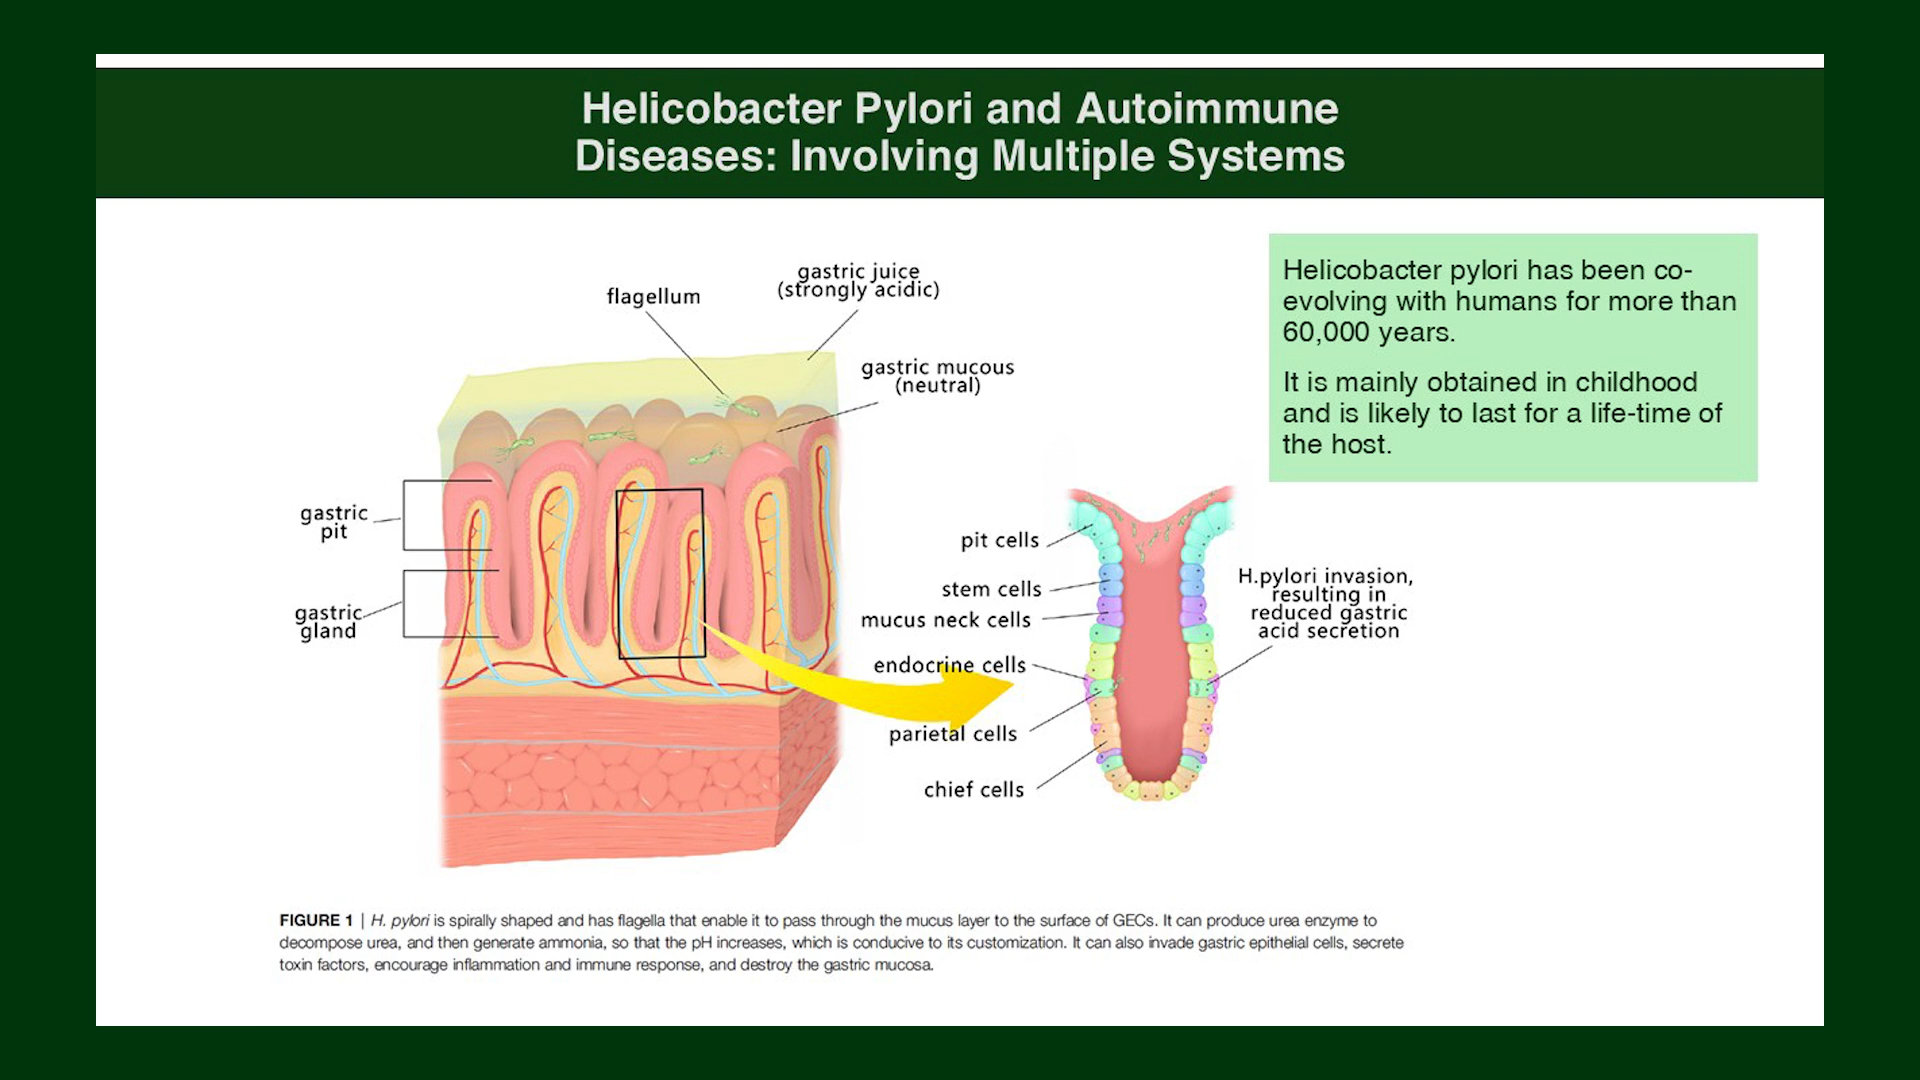 Helicobacter Pylori and Autoimmune
Diseases: Involving Multiple Systems
Helicobacter pylori has been co-
evolving with humans for more than
60,000 years.
It is mainly obtained in childhood
and is likely to last for a life-time of
the host.
flagellum
gastric juice
(strongly acidic)
gastric mucous
(neutral)
gastric
pit
gastric
gland
pit cells
stem cells
mucus neck cells
endocrine cells
parietal cells
chief cells
H.pylori invasion,
resulting in
reduced gastric
acid secretion
FIGURE 1 | H. pylori is spirally shaped and has flagella that enable it to pass through the mucus layer to the surface of GECs. It can produce urea enzyme to
decompose urea, and then generate ammonia, so that the pH increases, which is conducive to its customization. It can also invade gastric epithelial cells, secrete
toxin factors, encourage inflammation and immune response, and destroy the gastric mucosa.